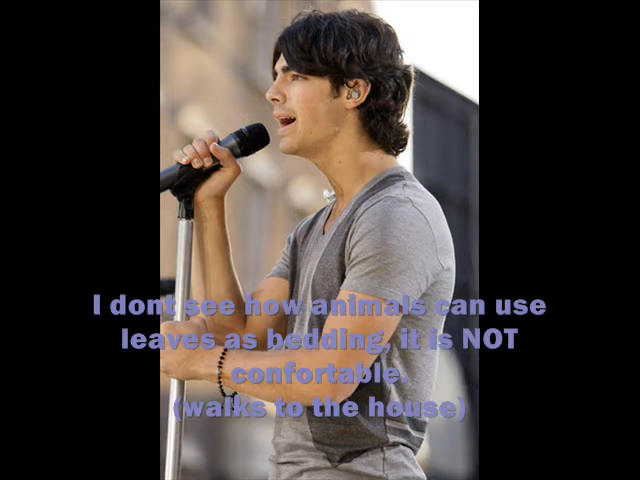 I dont see how animals can use
leaves as bedding, it is NOT
confortable.
(walks to the house)